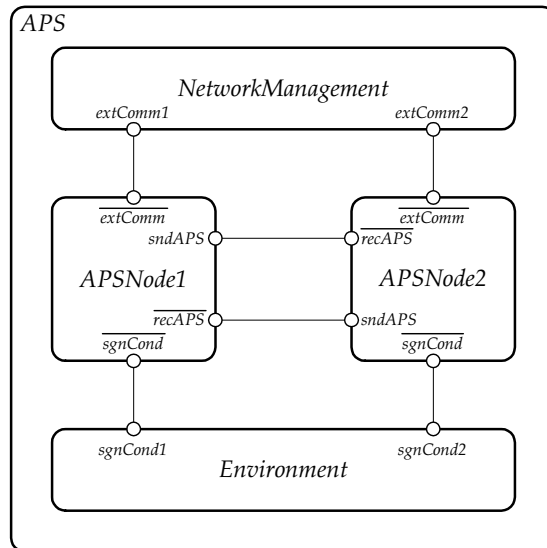 APS
NetworkManagement
extComm1 extComm2
extComm extComm
sndAPS recAPS
APSNode1 APSNode2
recAPS sndAPS
sgnCond sgnCond
sgnCond1 sgnCond2
Environment